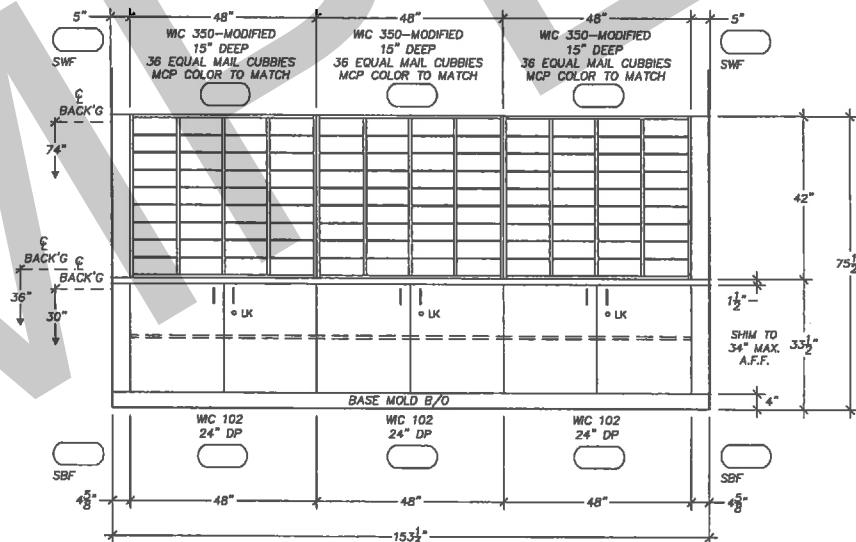 5" 48" 48" 48" 5"
WIC 350-MODIFIED
15" DEEP
36 EQUAL MAIL CUBBIES
MCP COLOR TO MATCH
WIC 350-MODIFIED
15" DEEP
36 EQUAL MAIL CUBBIES
MCP COLOR TO MATCH
WIC 350-MODIFIED
15" DEEP
36 EQUAL MAIL CUBBIES
MCP COLOR TO MATCH
SWF
SWF
℄
BACK'G
74"
42"
75½"
℄
BACK'G
℄
BACK'G
36"
30"
LK
LK
LK
1½"
SHIM TO
34" MAX.
A.F.F.
33½"
4"
BASE MOLD B/O
WIC 102
24" DP
WIC 102
24" DP
WIC 102
24" DP
SBF
SBF
4⅝" 48" 48" 48" 4⅝"
153¼"